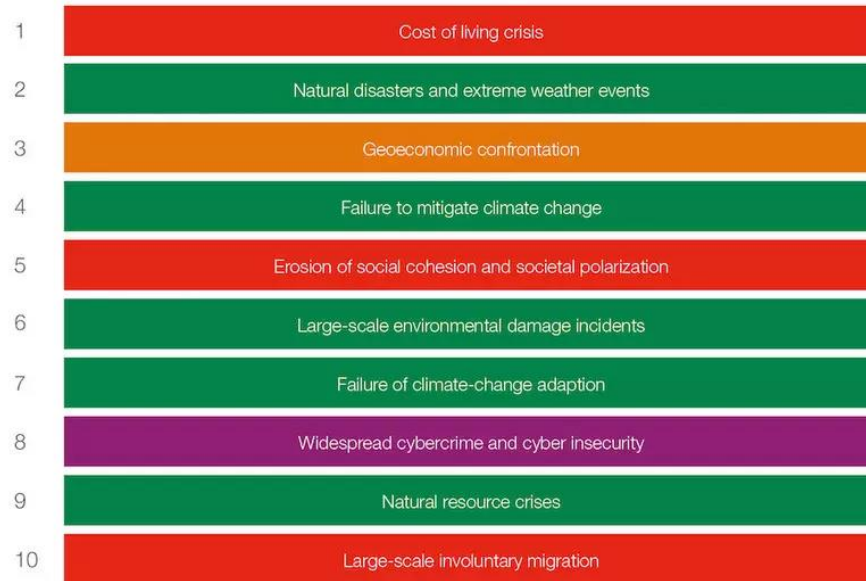 1 Cost of living crisis
2 Natural disasters and extreme weather events
3 Geoeconomic confrontation
4 Failure to mitigate climate change
5 Erosion of social cohesion and societal polarization
6 Large-scale environmental damage incidents
7 Failure of climate-change adaption
8 Widespread cybercrime and cyber insecurity
9 Natural resource crises
10 Large-scale involuntary migration